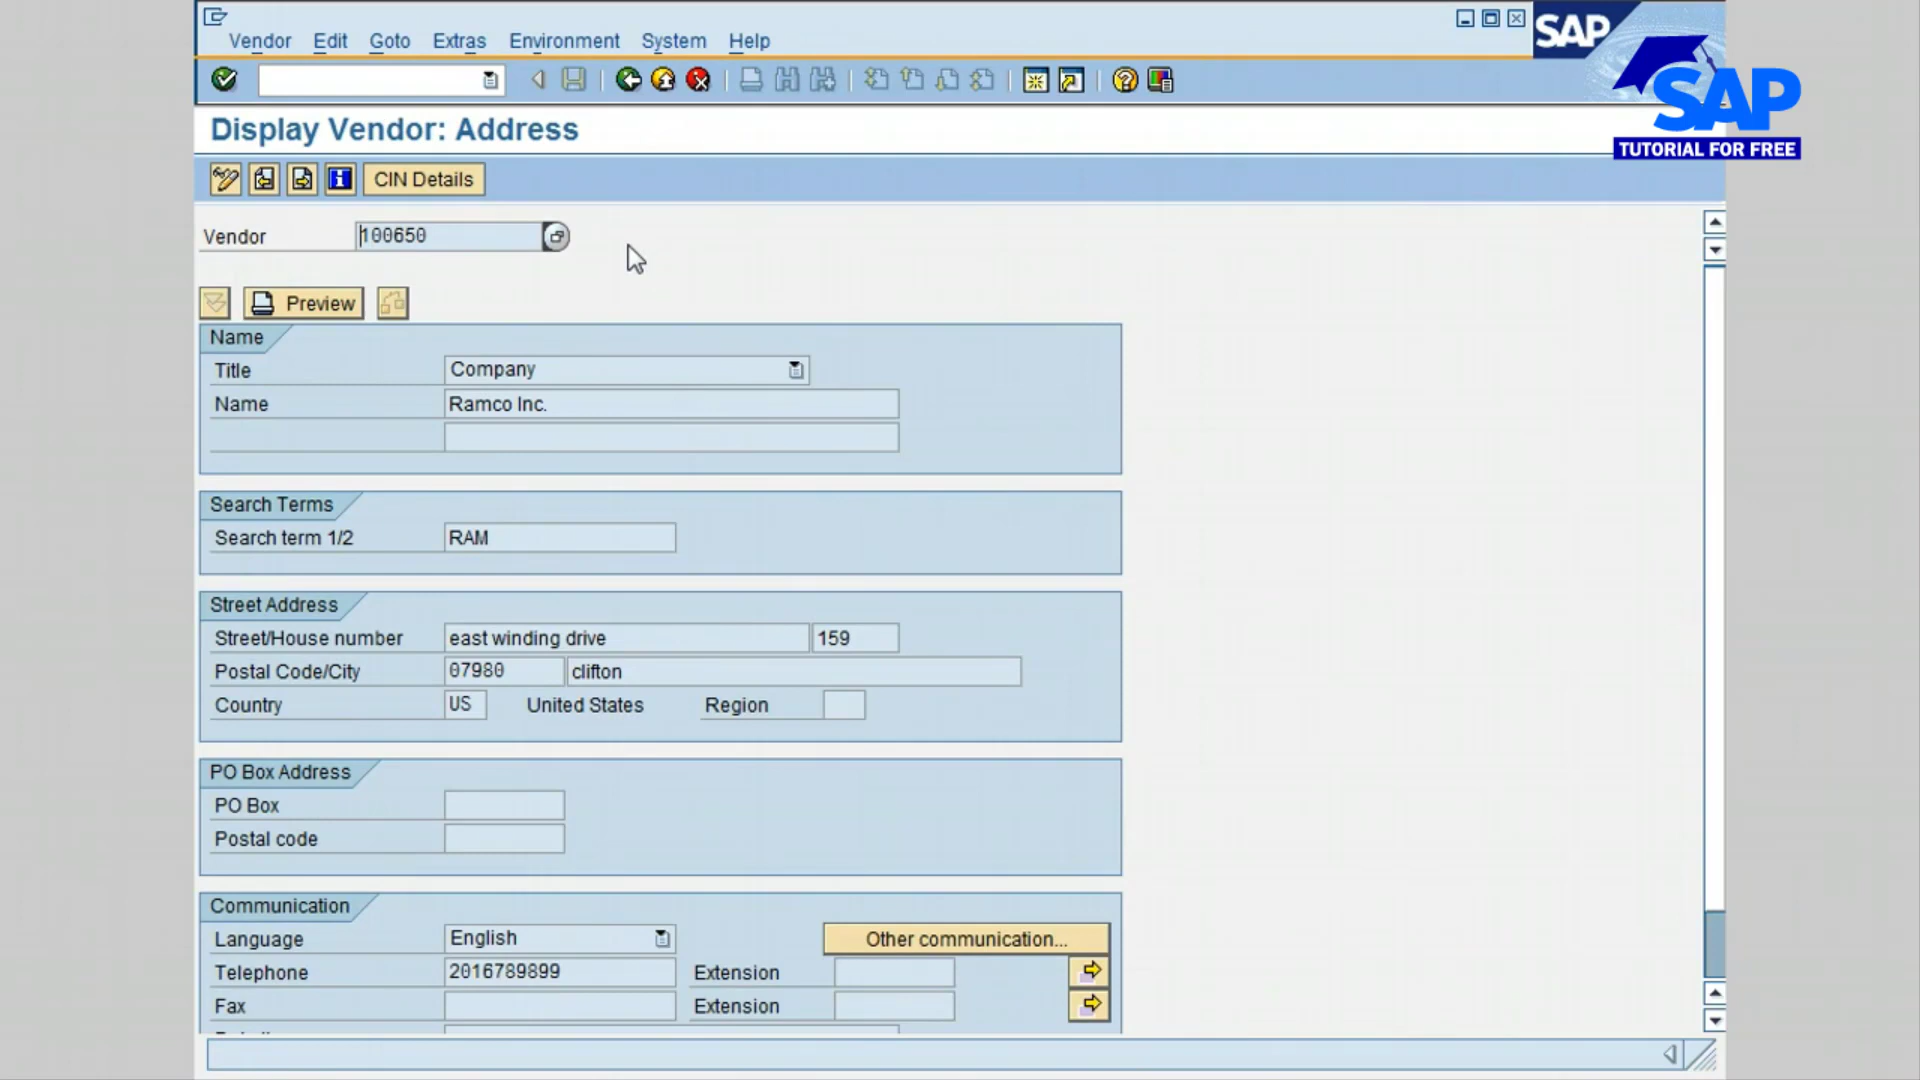 Vendor Edit Goto Extras Environment System Help
SAP
SAP
TUTORIAL FOR FREE
Display Vendor: Address
CIN Details
Vendor 100650
Preview
Name
Title Company
Name Ramco Inc.
Search Terms
Search term 1/2 RAM
Street Address
Street/House number east winding drive 159
Postal Code/City 07980 clifton
Country US United States Region
PO Box Address
PO Box
Postal code
Communication
Language English Other communication...
Telephone 2016789899 Extension
Fax Extension